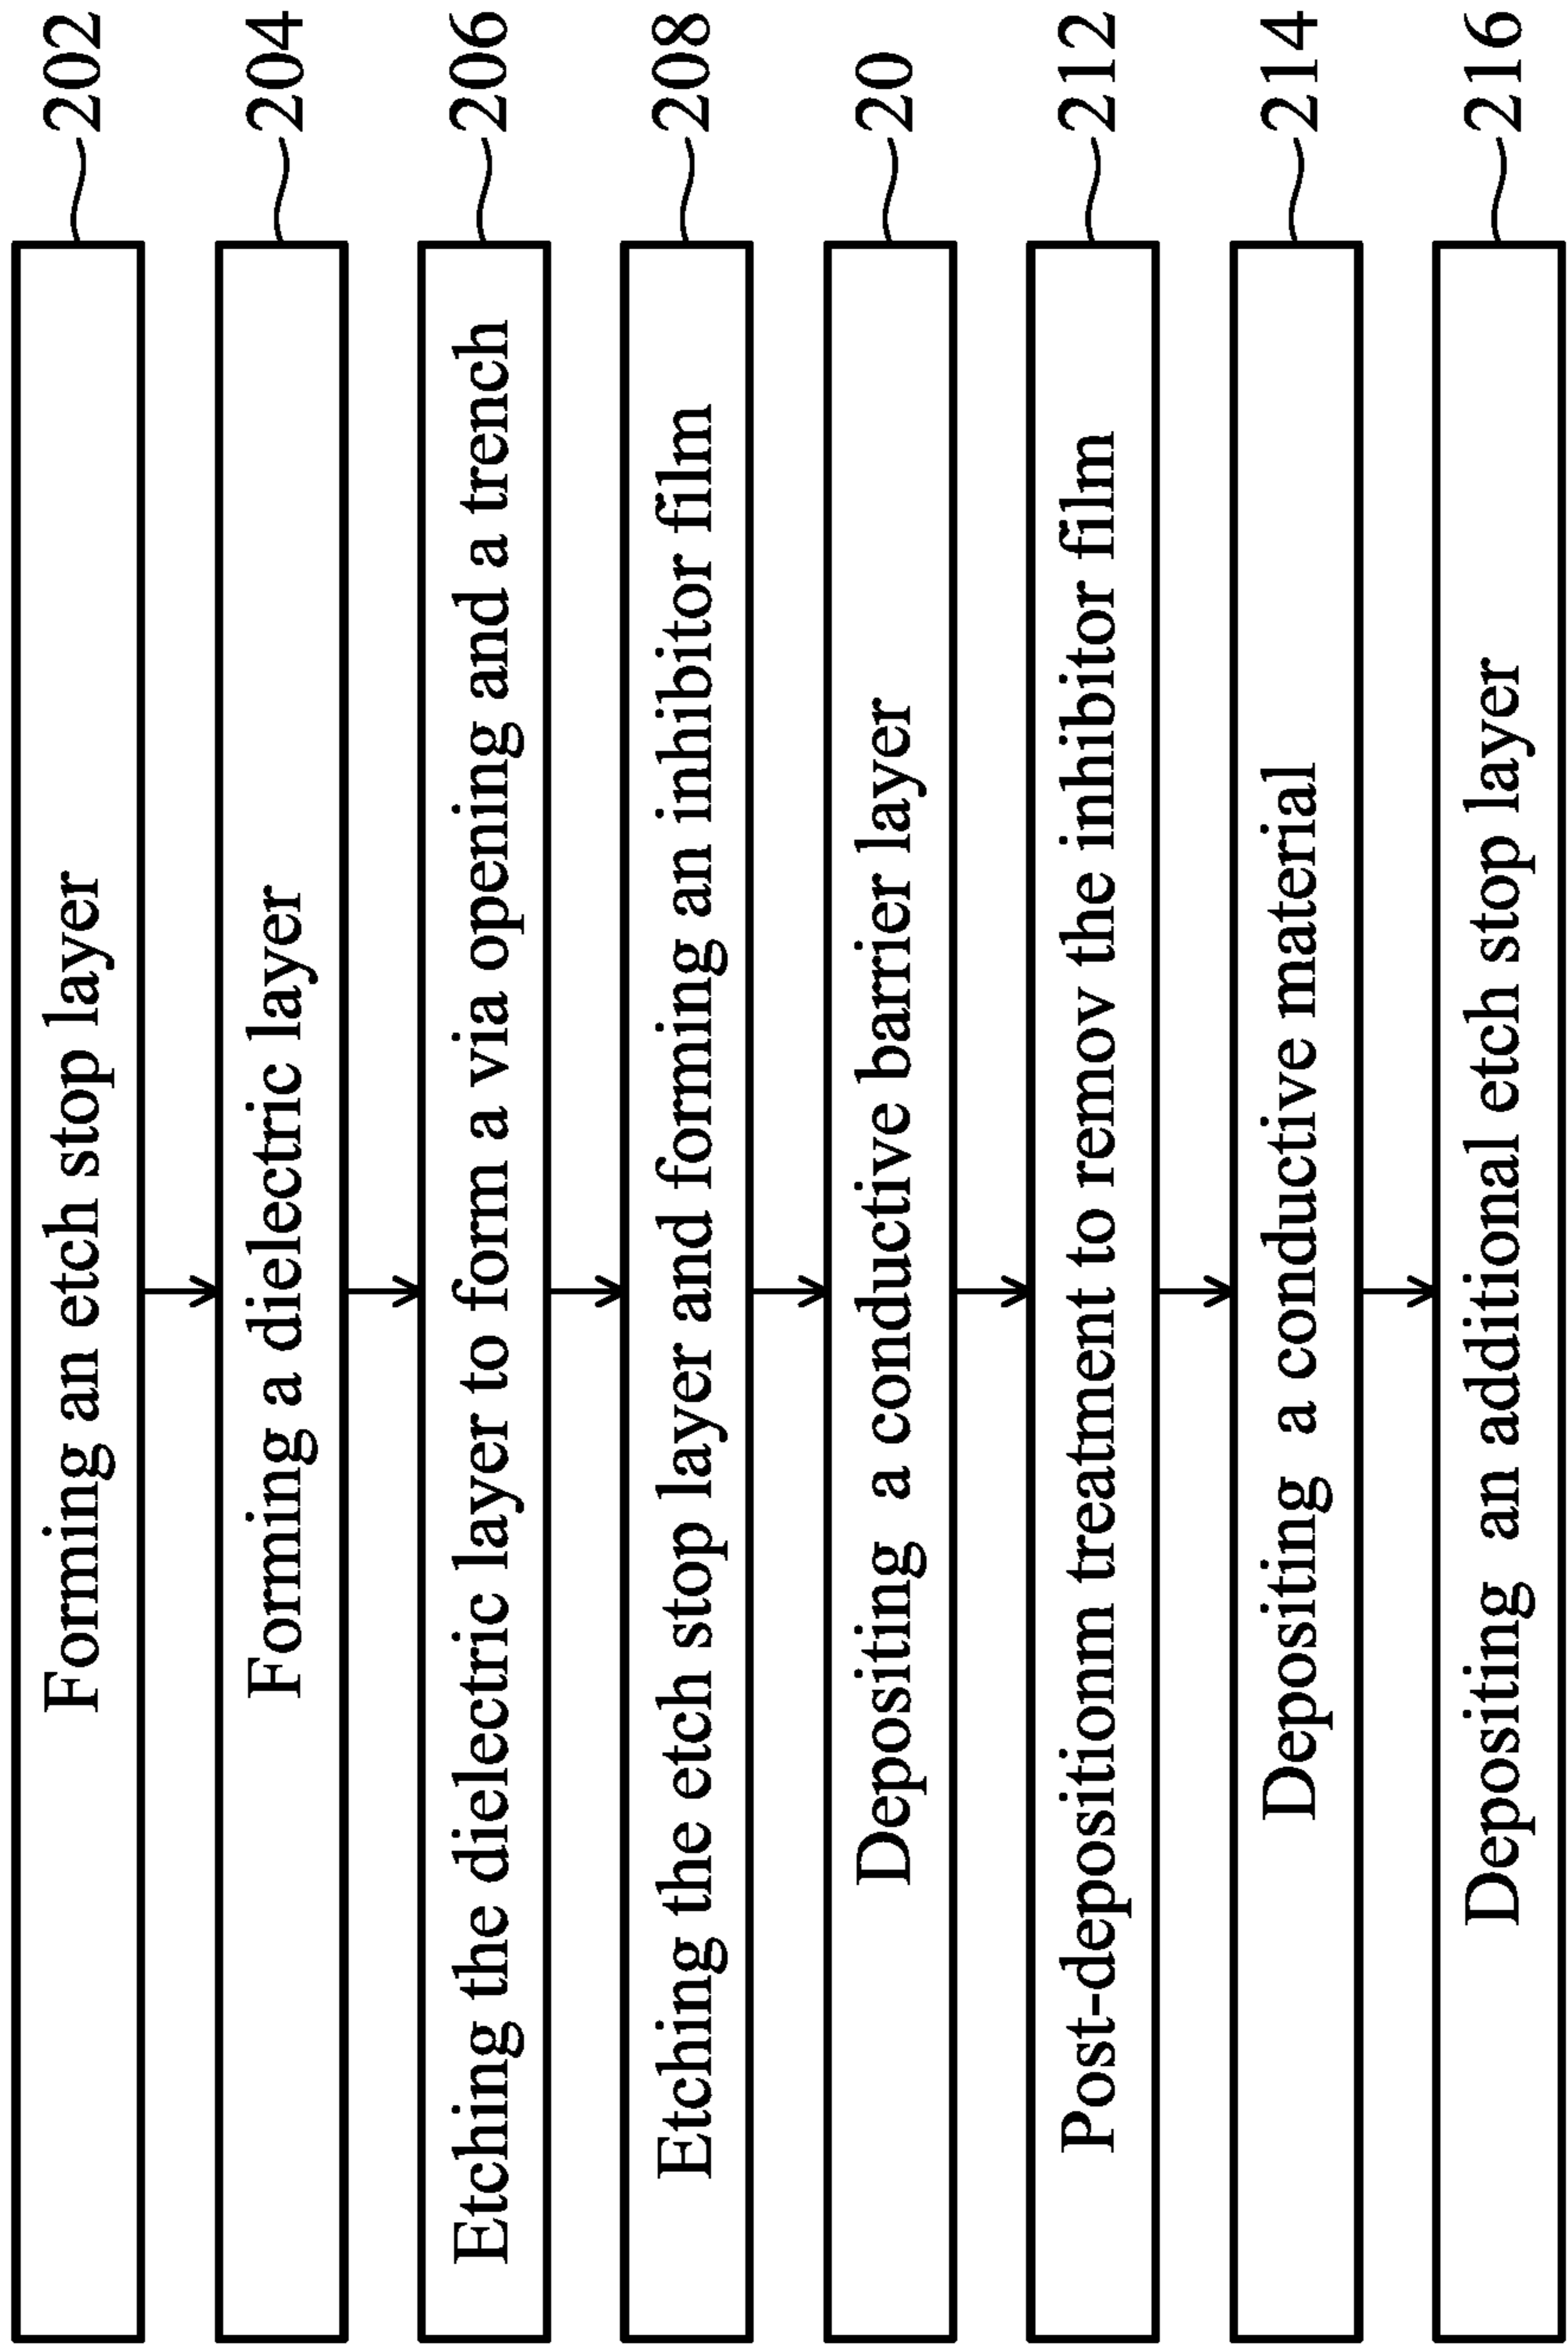 Forming an etch stop layer 202
Forming a dielectric layer 204
Etching the dielectric layer to form a via opening and a trench 206
Etching the etch stop layer and forming an inhibitor film 208
Depositing a conductive barrier layer 20
Post-depositionm treatment to remov the inhibitor film 212
Depositing a conductive material 214
Depositing an additional etch stop layer 216